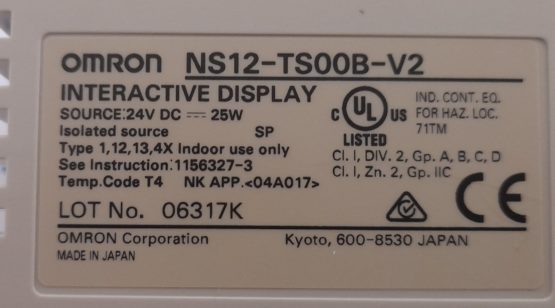 OMRON NS12-TS00B-V2
INTERACTIVE DISPLAY
SOURCE:24V DC 25W
Isolated source SP
Type 1,12,13,4X Indoor use only
See Instruction:1156327-3
Temp.Code T4 NK APP.<04A017>
C UL US
LISTED
IND. CONT. EQ.
FOR HAZ. LOC.
71TM
Cl. I, DIV. 2, Gp. A, B, C, D
Cl. I, Zn. 2, Gp. IIC
CE
LOT No. 06317K
OMRON Corporation Kyoto, 600-8530 JAPAN
MADE IN JAPAN